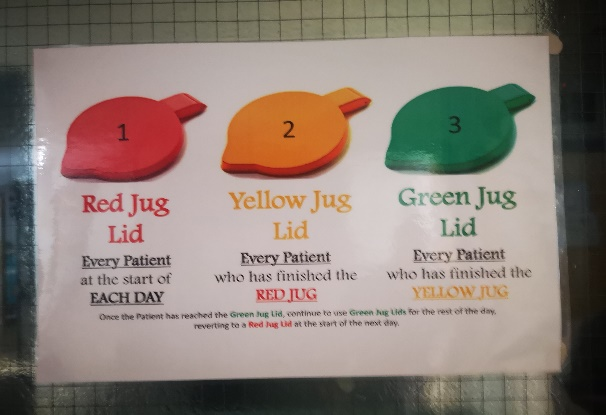 1
2
3
Red Jug
Lid
Every Patient
at the start of
EACH DAY
Yellow Jug
Lid
Every Patient
who has finished the
RED JUG
Green Jug
Lid
Every Patient
who has finished the
YELLOW JUG
Once the Patient has reached the Green Jug Lid, continue to use Green Jug Lids for the rest of the day,
reverting to a Red Jug Lid at the start of the next day.